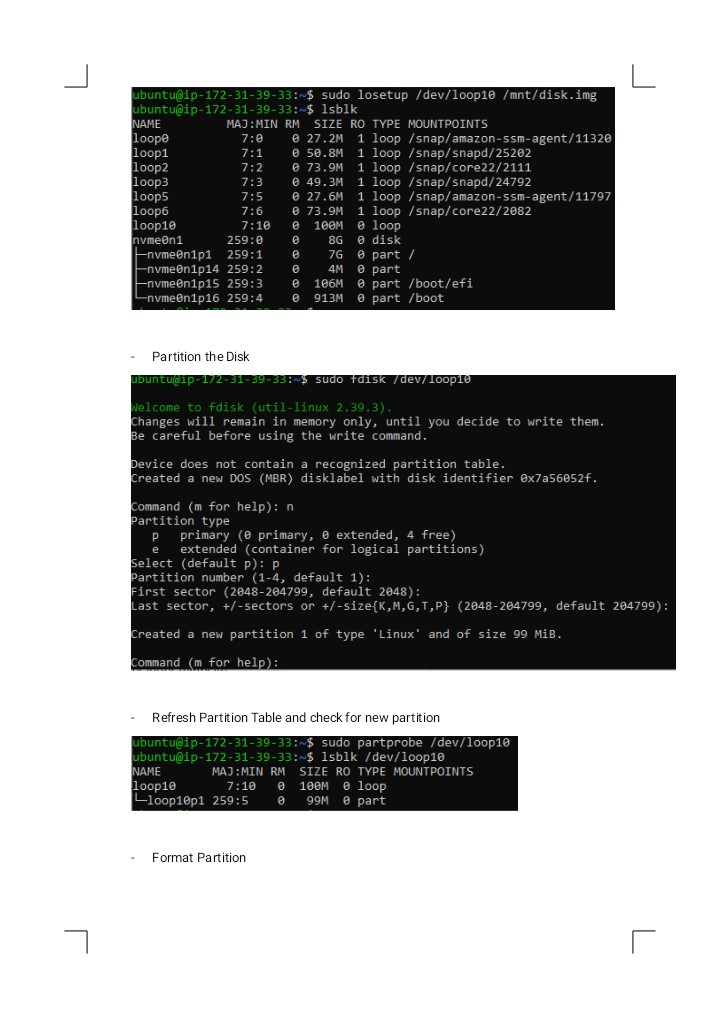 ubuntu@ip-172-31-39-33:~$ sudo losetup /dev/loop10 /mnt/disk.img
ubuntu@ip-172-31-39-33:~$ lsblk
NAME         MAJ:MIN RM   SIZE RO TYPE MOUNTPOINTS
loop0          7:0    0 27.2M  1 loop /snap/amazon-ssm-agent/11320
loop1          7:1    0 50.8M  1 loop /snap/snapd/25202
loop2          7:2    0 73.9M  1 loop /snap/core22/2111
loop3          7:3    0 49.3M  1 loop /snap/snapd/24792
loop5          7:5    0 27.6M  1 loop /snap/amazon-ssm-agent/11797
loop6          7:6    0 73.9M  1 loop /snap/core22/2082
loop10         7:10   0  100M  0 loop
nvme0n1      259:0    0    8G  0 disk
├─nvme0n1p1  259:1    0    7G  0 part /
├─nvme0n1p14 259:2    0    4M  0 part
├─nvme0n1p15 259:3    0  106M  0 part /boot/efi
└─nvme0n1p16 259:4    0  913M  0 part /boot
- Partition the Disk
ubuntu@ip-172-31-39-33:~$ sudo fdisk /dev/loop10
Welcome to fdisk (util-linux 2.39.3).
Changes will remain in memory only, until you decide to write them.
Be careful before using the write command.
Device does not contain a recognized partition table.
Created a new DOS (MBR) disklabel with disk identifier 0x7a56052f.
Command (m for help): n
Partition type
   p   primary (0 primary, 0 extended, 4 free)
   e   extended (container for logical partitions)
Select (default p): p
Partition number (1-4, default 1):
First sector (2048-204799, default 2048):
Last sector, +/-sectors or +/-size{K,M,G,T,P} (2048-204799, default 204799):
Created a new partition 1 of type 'Linux' and of size 99 MiB.
Command (m for help):
- Refresh Partition Table and check for new partition
ubuntu@ip-172-31-39-33:~$ sudo partprobe /dev/loop10
ubuntu@ip-172-31-39-33:~$ lsblk /dev/loop10
NAME       MAJ:MIN RM  SIZE RO TYPE MOUNTPOINTS
loop10       7:10   0  100M  0 loop
└─loop10p1 259:5    0   99M  0 part
- Format Partition